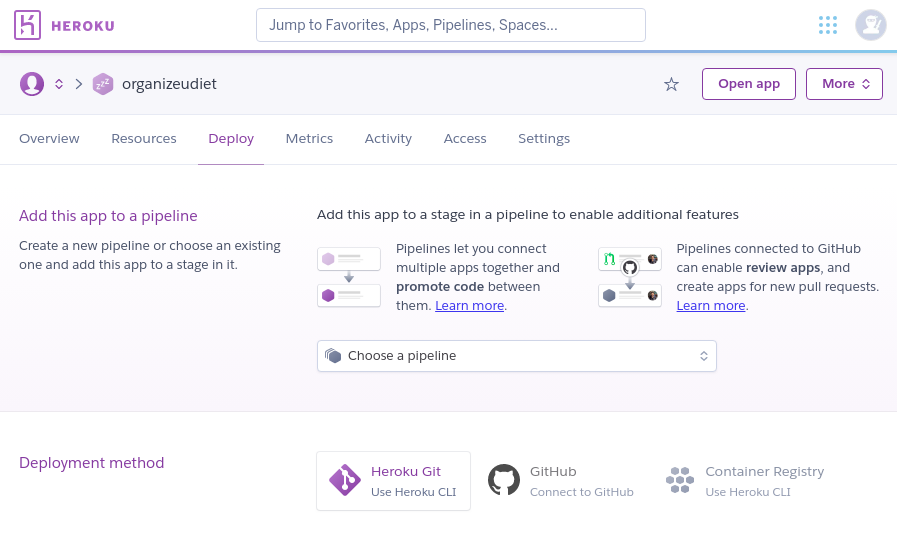 HEROKU
Jump to Favorites, Apps, Pipelines, Spaces...
zzz
organizeudiet
Open app
More
Overview
Resources
Deploy
Metrics
Activity
Access
Settings
Add this app to a pipeline
Create a new pipeline or choose an existing
one and add this app to a stage in it.
Add this app to a stage in a pipeline to enable additional features
Pipelines let you connect
multiple apps together and
promote code between
them. Learn more.
Pipelines connected to GitHub
can enable review apps, and
create apps for new pull requests.
Learn more.
Choose a pipeline
Deployment method
Heroku Git
Use Heroku CLI
GitHub
Connect to GitHub
Container Registry
Use Heroku CLI